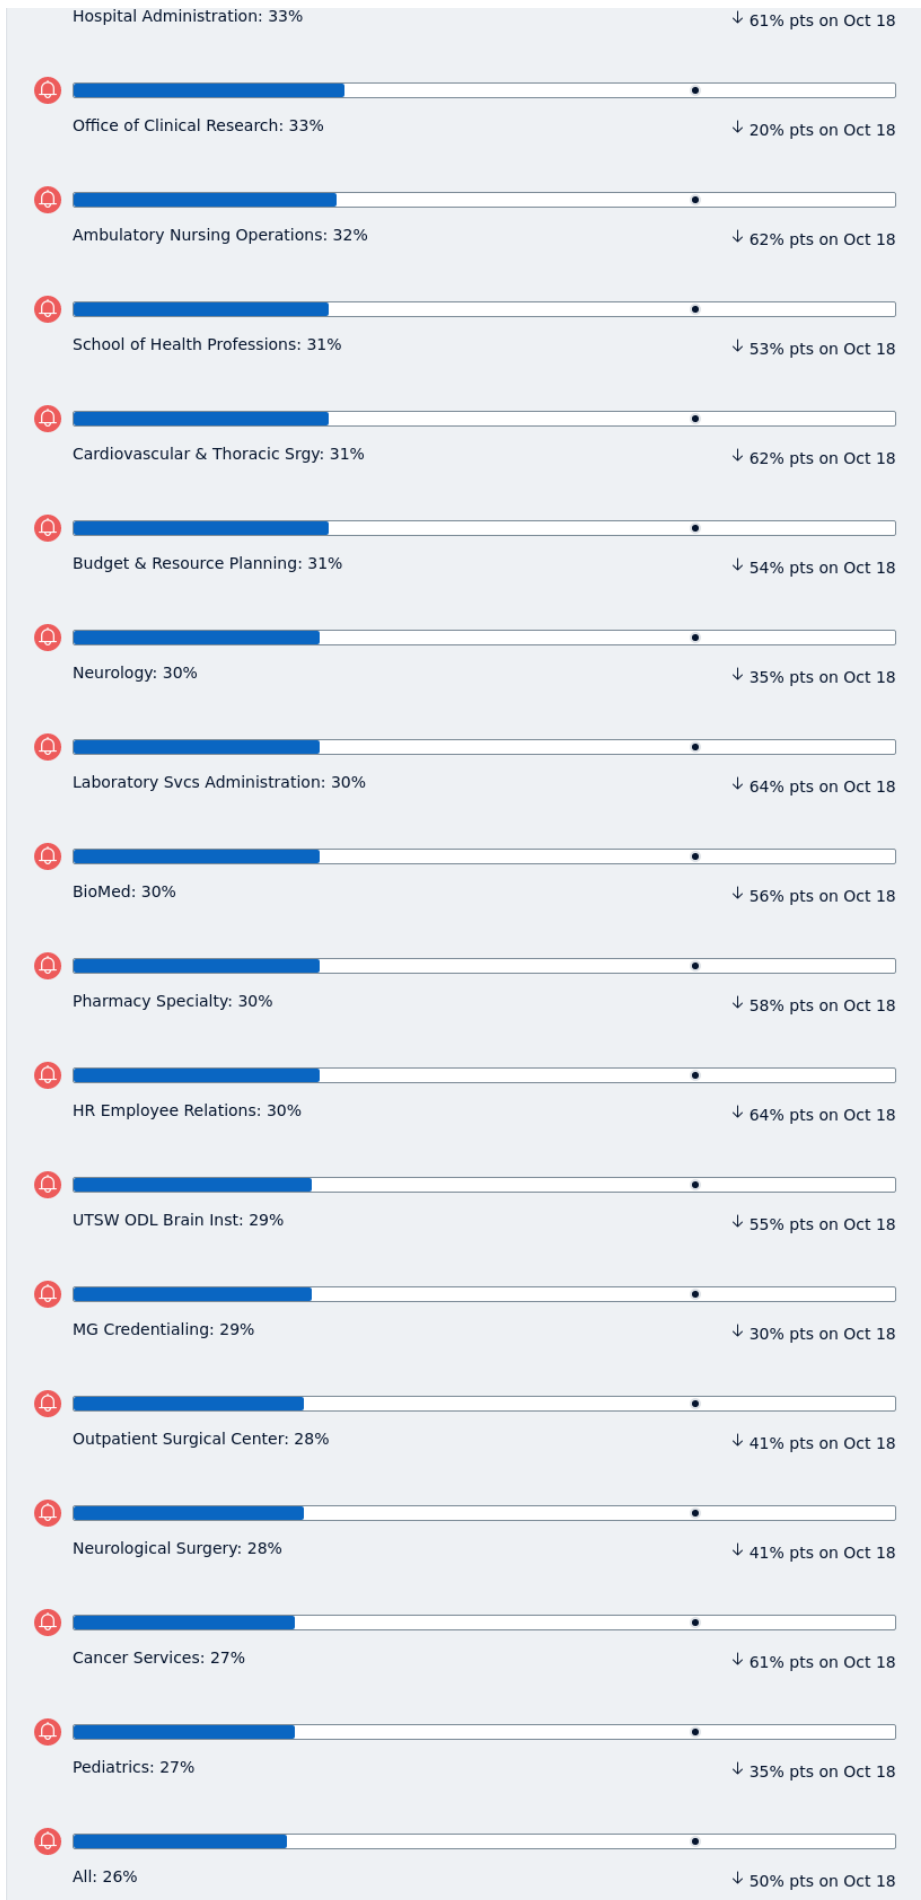 Hospital Administration: 33%
↓ 61% pts on Oct 18
Office of Clinical Research: 33%
↓ 20% pts on Oct 18
Ambulatory Nursing Operations: 32%
↓ 62% pts on Oct 18
School of Health Professions: 31%
↓ 53% pts on Oct 18
Cardiovascular & Thoracic Srgy: 31%
↓ 62% pts on Oct 18
Budget & Resource Planning: 31%
↓ 54% pts on Oct 18
Neurology: 30%
↓ 35% pts on Oct 18
Laboratory Svcs Administration: 30%
↓ 64% pts on Oct 18
BioMed: 30%
↓ 56% pts on Oct 18
Pharmacy Specialty: 30%
↓ 58% pts on Oct 18
HR Employee Relations: 30%
↓ 64% pts on Oct 18
UTSW ODL Brain Inst: 29%
↓ 55% pts on Oct 18
MG Credentialing: 29%
↓ 30% pts on Oct 18
Outpatient Surgical Center: 28%
↓ 41% pts on Oct 18
Neurological Surgery: 28%
↓ 41% pts on Oct 18
Cancer Services: 27%
↓ 61% pts on Oct 18
Pediatrics: 27%
↓ 35% pts on Oct 18
All: 26%
↓ 50% pts on Oct 18